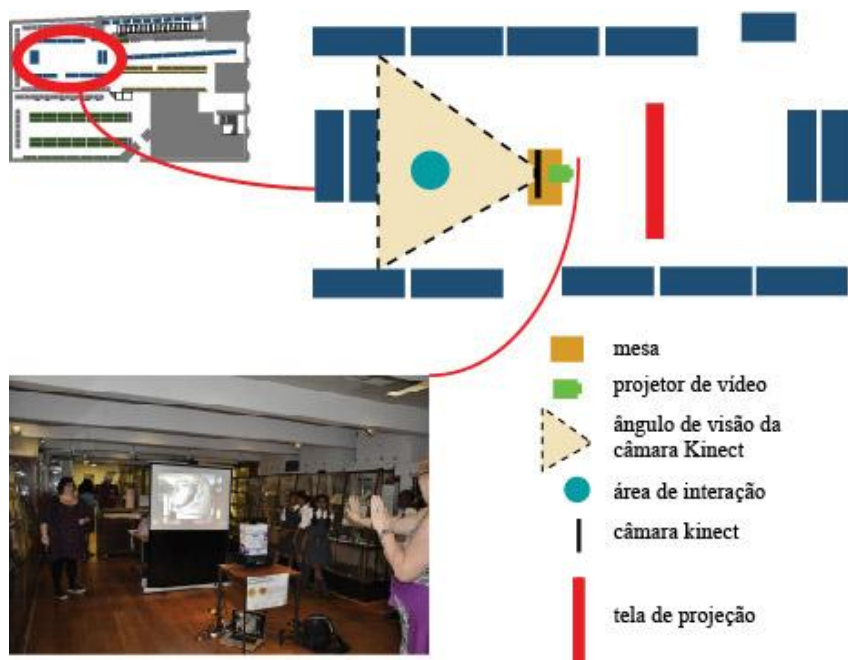 mesa
projetor de vídeo
ângulo de visão da
câmara Kinect
área de interação
câmara kinect
tela de projeção